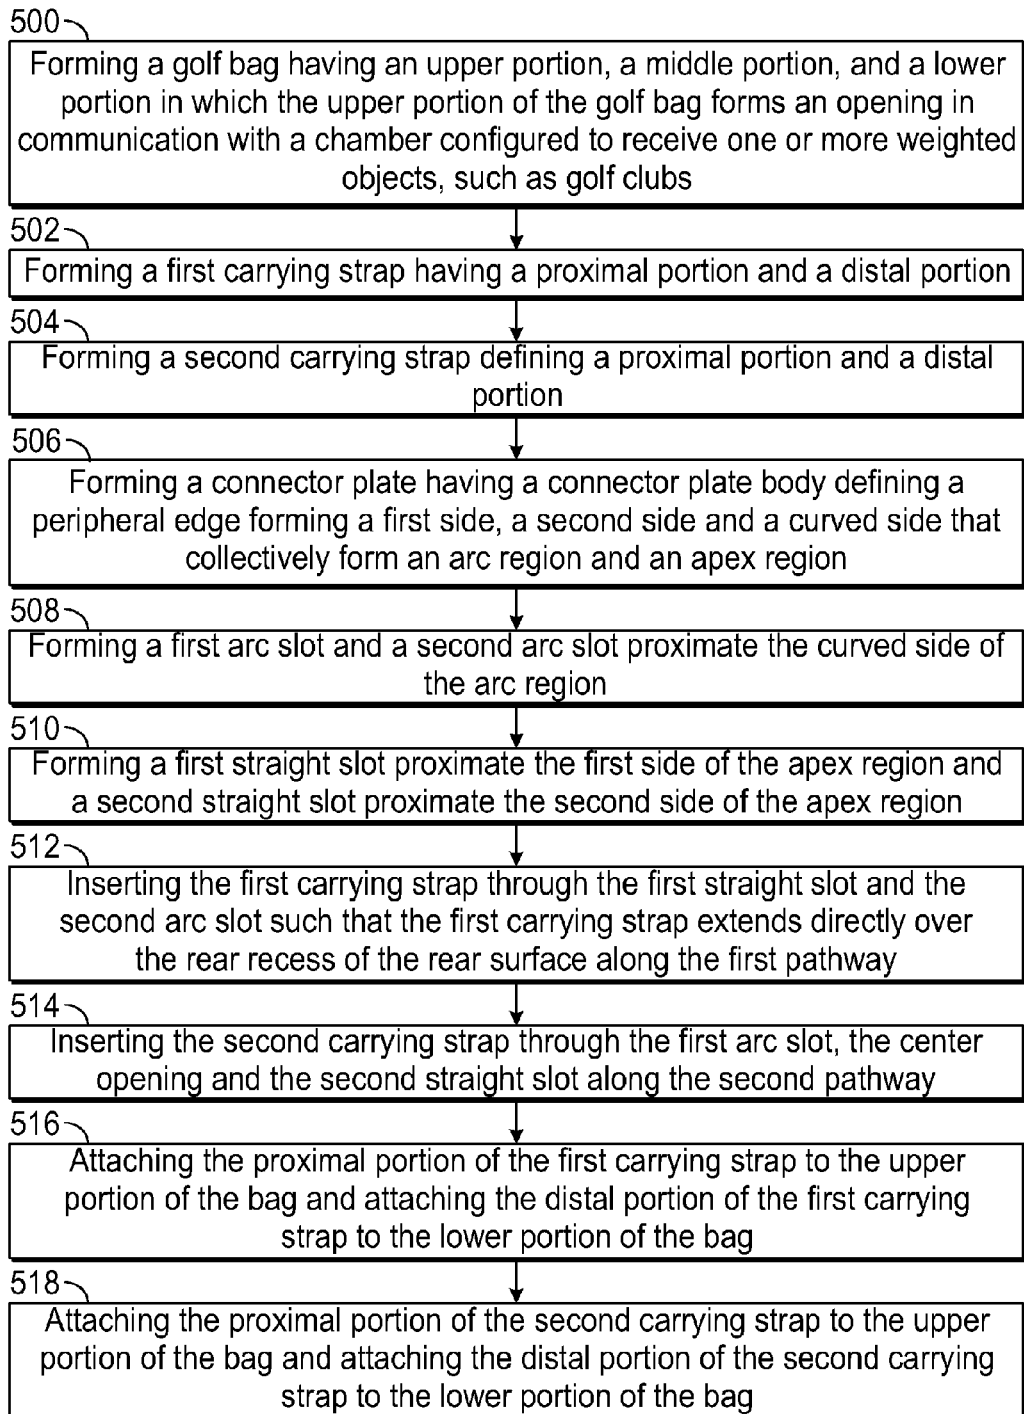 500
Forming a golf bag having an upper portion, a middle portion, and a lower
portion in which the upper portion of the golf bag forms an opening in
communication with a chamber configured to receive one or more weighted
objects, such as golf clubs
502
Forming a first carrying strap having a proximal portion and a distal portion
504
Forming a second carrying strap defining a proximal portion and a distal
portion
506
Forming a connector plate having a connector plate body defining a
peripheral edge forming a first side, a second side and a curved side that
collectively form an arc region and an apex region
508
Forming a first arc slot and a second arc slot proximate the curved side of
the arc region
510
Forming a first straight slot proximate the first side of the apex region and
a second straight slot proximate the second side of the apex region
512
Inserting the first carrying strap through the first straight slot and the
second arc slot such that the first carrying strap extends directly over
the rear recess of the rear surface along the first pathway
514
Inserting the second carrying strap through the first arc slot, the center
opening and the second straight slot along the second pathway
516
Attaching the proximal portion of the first carrying strap to the upper
portion of the bag and attaching the distal portion of the first carrying
strap to the lower portion of the bag
518
Attaching the proximal portion of the second carrying strap to the upper
portion of the bag and attaching the distal portion of the second carrying
strap to the lower portion of the bag